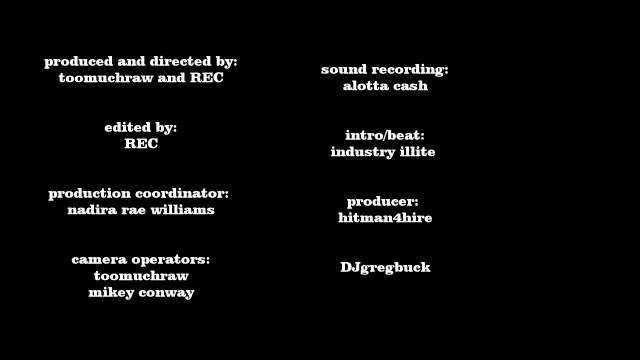 produced and directed by:
toomuchraw and REC
edited by:
REC
production coordinator:
nadira rae williams
camera operators:
toomuchraw
mikey conway
sound recording:
alotta cash
intro/beat:
industry illite
producer:
hitman4hire
DJgregbuck